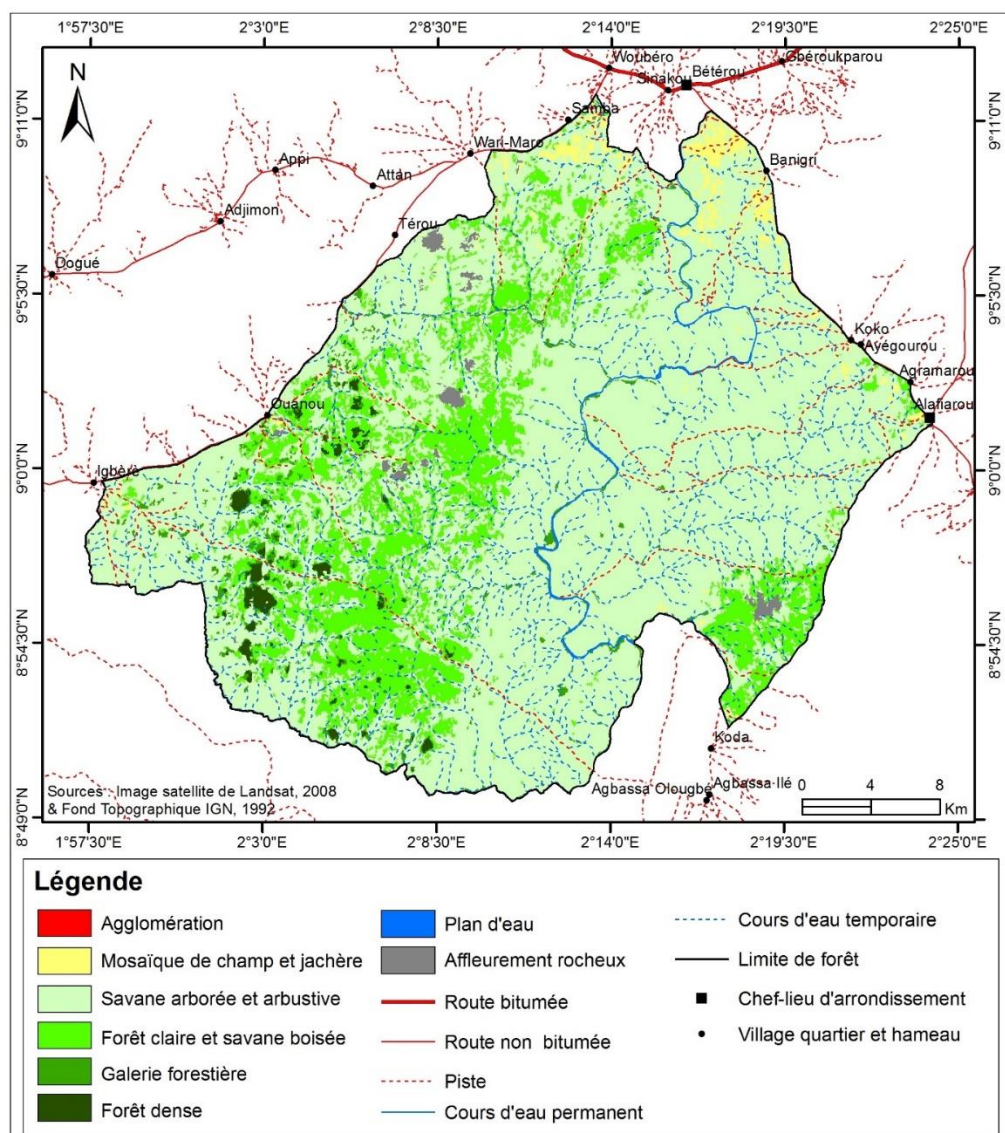 1°57'30"E 2°3'0"E 2°8'30"E 2°14'0"E 2°19'30"E 2°25'0"E
N
Woubéro
Gbéroukparou
Sinakou
Bétérou
9°11'0"N
Samba
9°11'0"N
Wari-Maro
Appi
Banigri
Attan
Adjimon
Térou
Dogué
9°5'30"N
9°5'30"N
Koko
Ayégourou
Agramarou
Ouanou
Alafiarou
9°0'0"N
Igbèrè
9°0'0"N
8°54'30"N
8°54'30"N
Koda
Sources : Image satellite de Landsat, 2008
& Fond Topographique IGN, 1992
Agbassa Ilé
Agbassa Olougbé
0 4 8
Km
8°49'0"N
8°49'0"N
1°57'30"E 2°3'0"E 2°8'30"E 2°14'0"E 2°19'30"E 2°25'0"E
Légende
Agglomération
Mosaïque de champ et jachère
Savane arborée et arbustive
Forêt claire et savane boisée
Galerie forestière
Forêt dense
Plan d'eau
Affleurement rocheux
Route bitumée
Route non bitumée
Piste
Cours d'eau permanent
Cours d'eau temporaire
Limite de forêt
Chef-lieu d'arrondissement
Village quartier et hameau